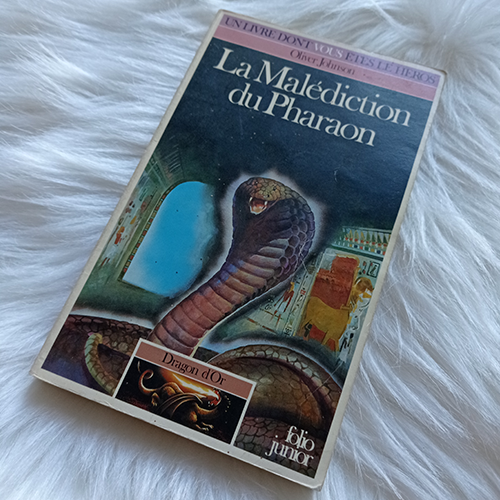 UN LIVRE DONT VOUS ÊTES LE HÉROS
Oliver Johnson
La Malédiction
du Pharaon
Dragon d'Or
folio
junior